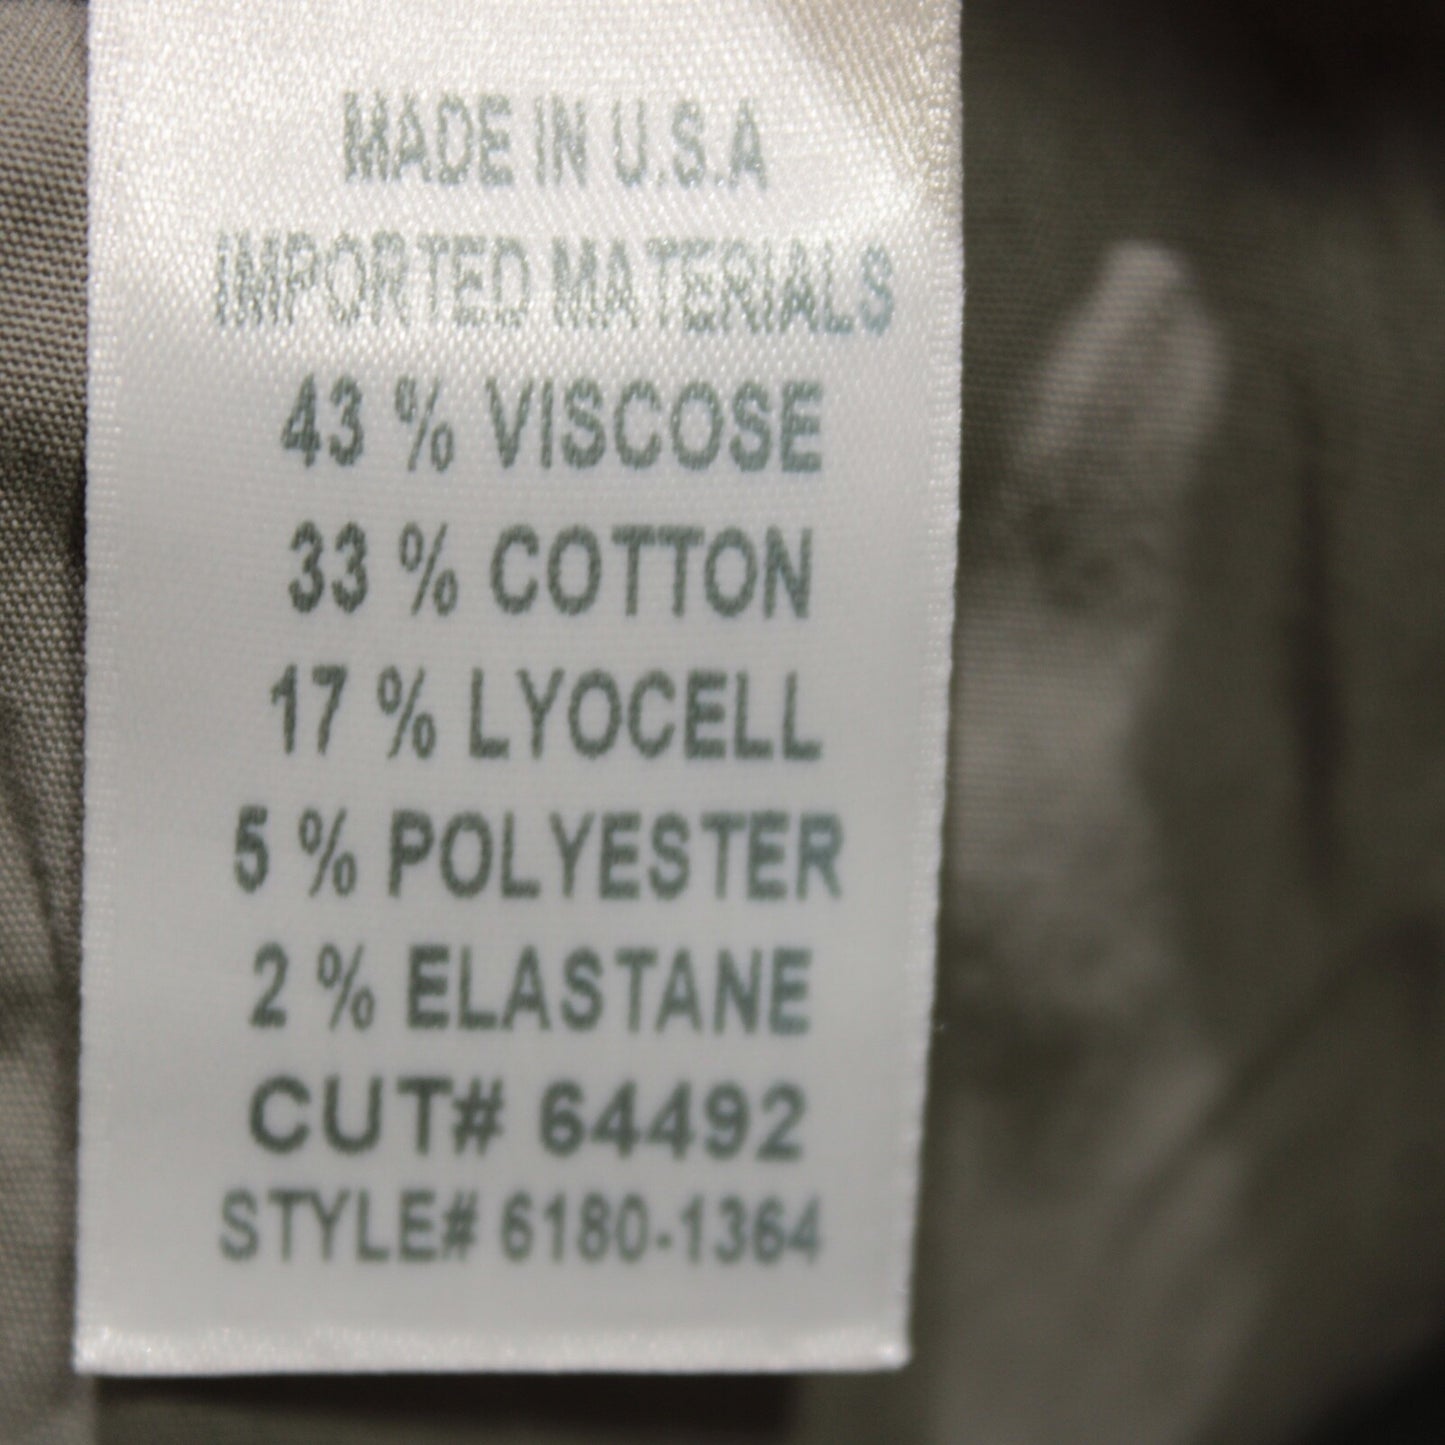 MADE IN U.S.A
IMPORTED MATERIALS
43 % VISCOSE
33 % COTTON
17 % LYOCELL
5 % POLYESTER
2 % ELASTANE
CUT# 64492
STYLE# 6180-1364